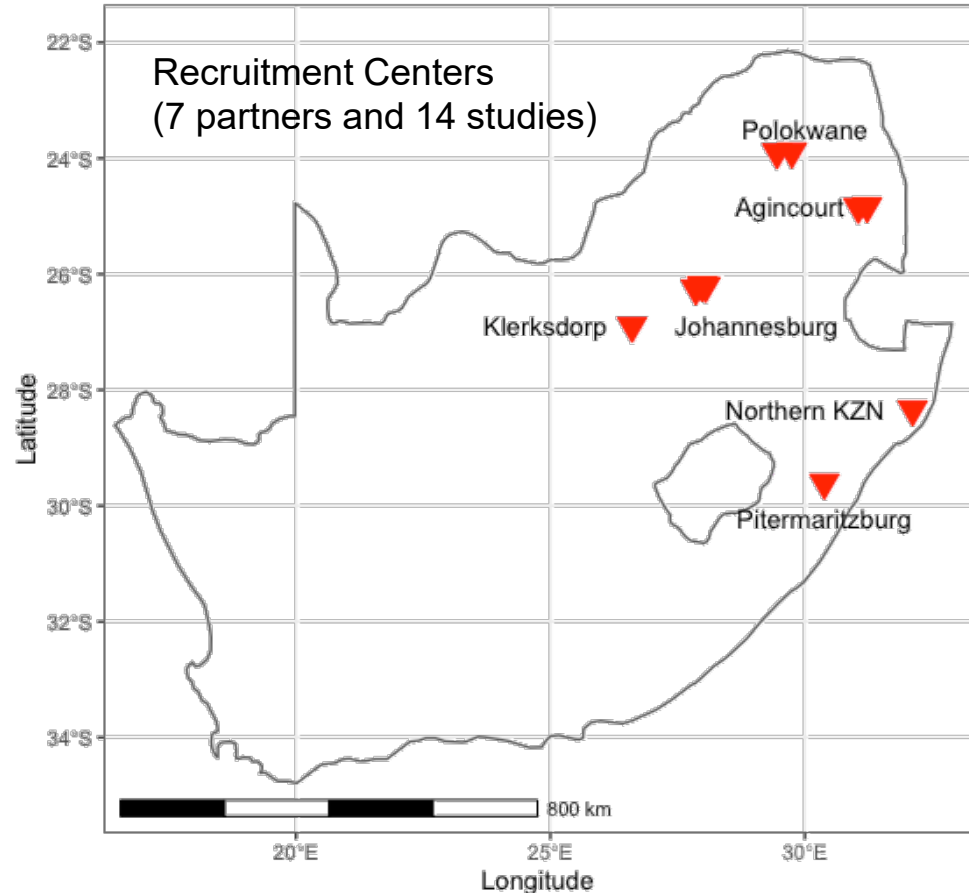 Recruitment Centers
(7 partners and 14 studies)
22°S
24°S
26°S
28°S
30°S
32°S
34°S
Latitude
Polokwane
Agincourt
Klerksdorp
Johannesburg
Northern KZN
Pitermaritzburg
800 km
20°E
25°E
30°E
Longitude